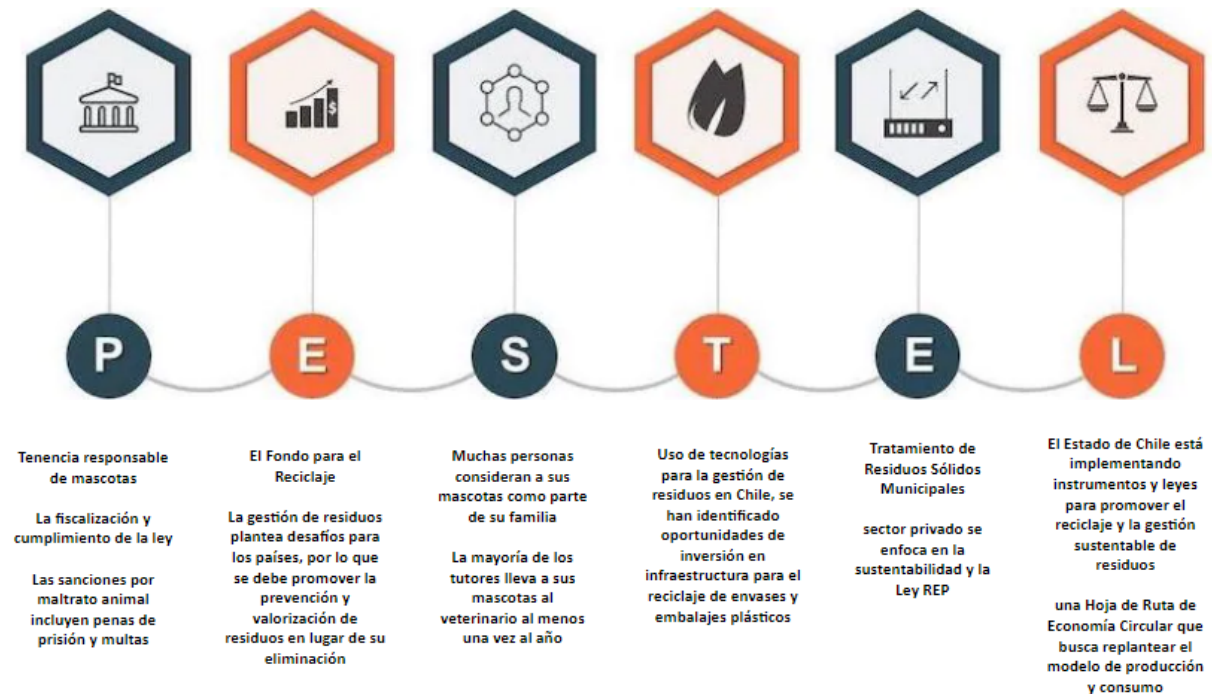 $
P
E
S
T
E
L
Tenencia responsable
de mascotas
La fiscalización y
cumplimiento de la ley
Las sanciones por
maltrato animal
incluyen penas de
prisión y multas
El Fondo para el
Reciclaje
La gestión de residuos
plantea desafíos para
los países, por lo que
se debe promover la
prevención y
valorización de
residuos en lugar de su
eliminación
Muchas personas
consideran a sus
mascotas como parte
de su familia
La mayoría de los
tutores lleva a sus
mascotas al
veterinario al menos
una vez al año
Uso de tecnologías
para la gestión de
residuos en Chile, se
han identificado
oportunidades de
inversión en
infraestructura para el
reciclaje de envases y
embalajes plásticos
Tratamiento de
Residuos Sólidos
Municipales
sector privado se
enfoca en la
sustentabilidad y la
Ley REP
El Estado de Chile está
implementando
instrumentos y leyes
para promover el
reciclaje y la gestión
sustentable de
residuos
una Hoja de Ruta de
Economía Circular que
busca replantear el
modelo de producción
y consumo